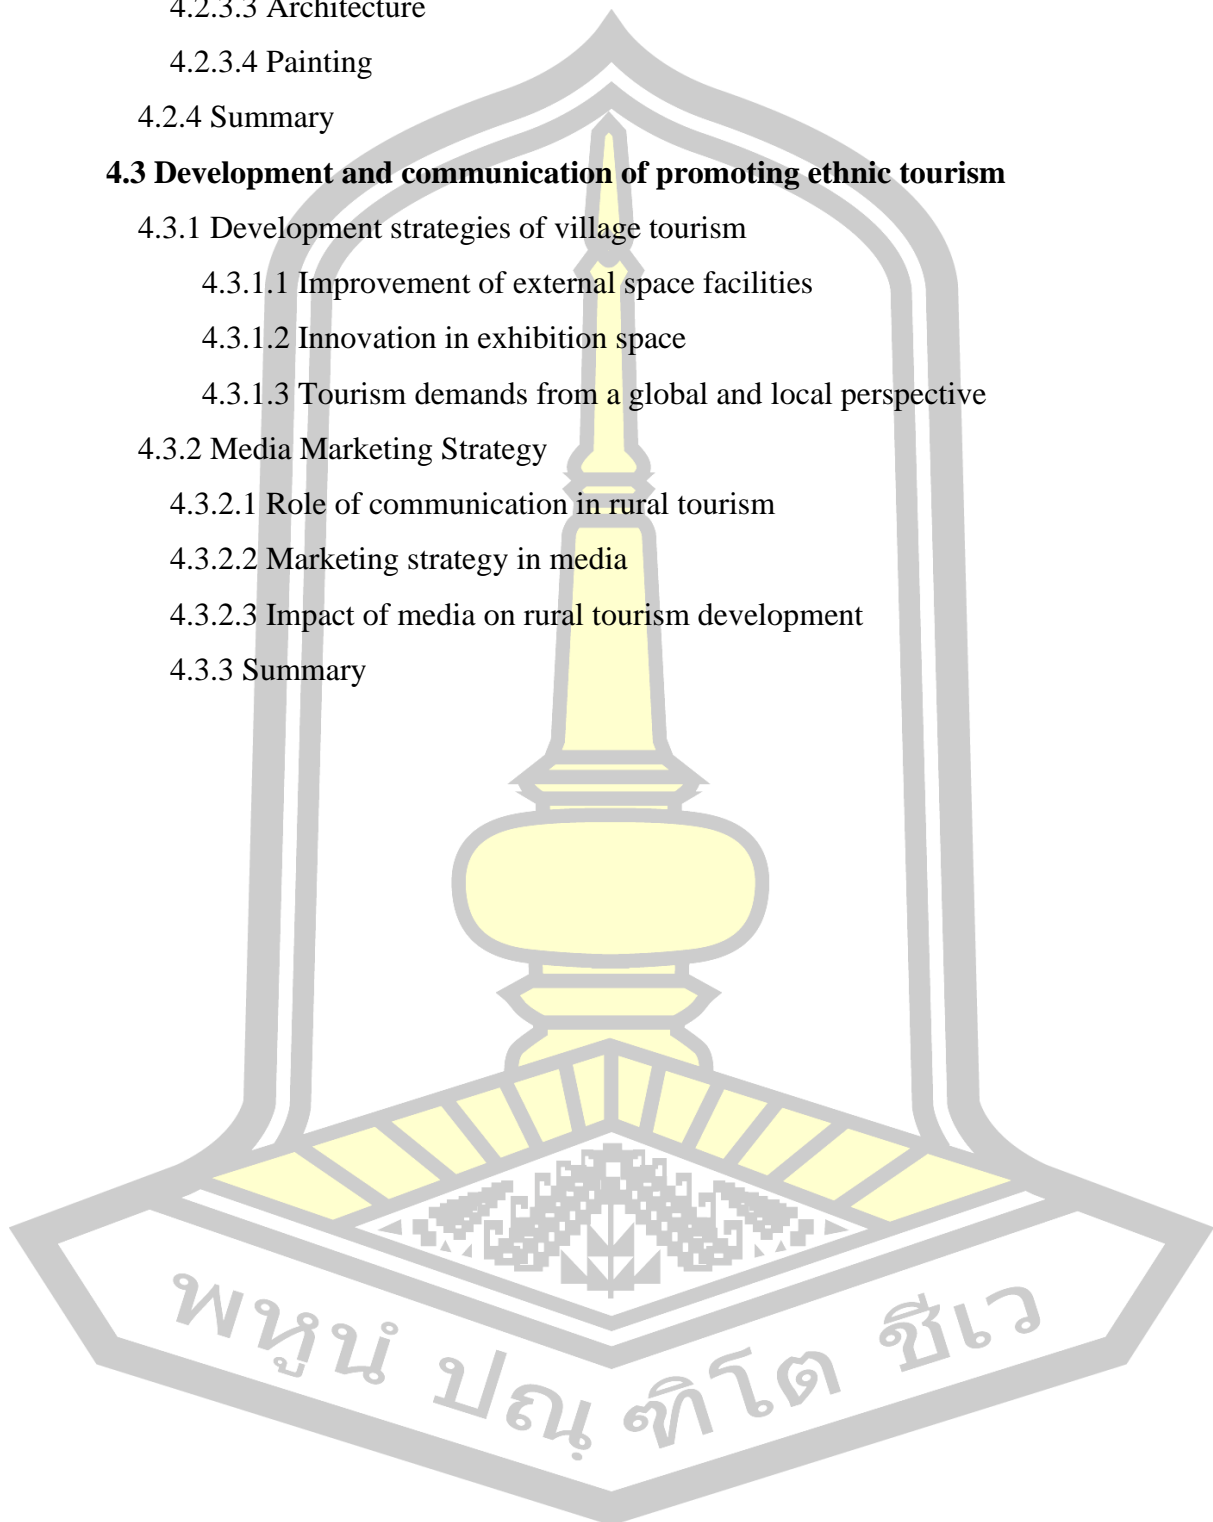 4.2.3.3 Architecture
4.2.3.4 Painting
4.2.4 Summary
4.3 Development and communication of promoting ethnic tourism
4.3.1 Development strategies of village tourism
4.3.1.1 Improvement of external space facilities
4.3.1.2 Innovation in exhibition space
4.3.1.3 Tourism demands from a global and local perspective
4.3.2 Media Marketing Strategy
4.3.2.1 Role of communication in rural tourism
4.3.2.2 Marketing strategy in media
4.3.2.3 Impact of media on rural tourism development
4.3.3 Summary
พหูนํ ปณฺ ฑิโต ชีเว